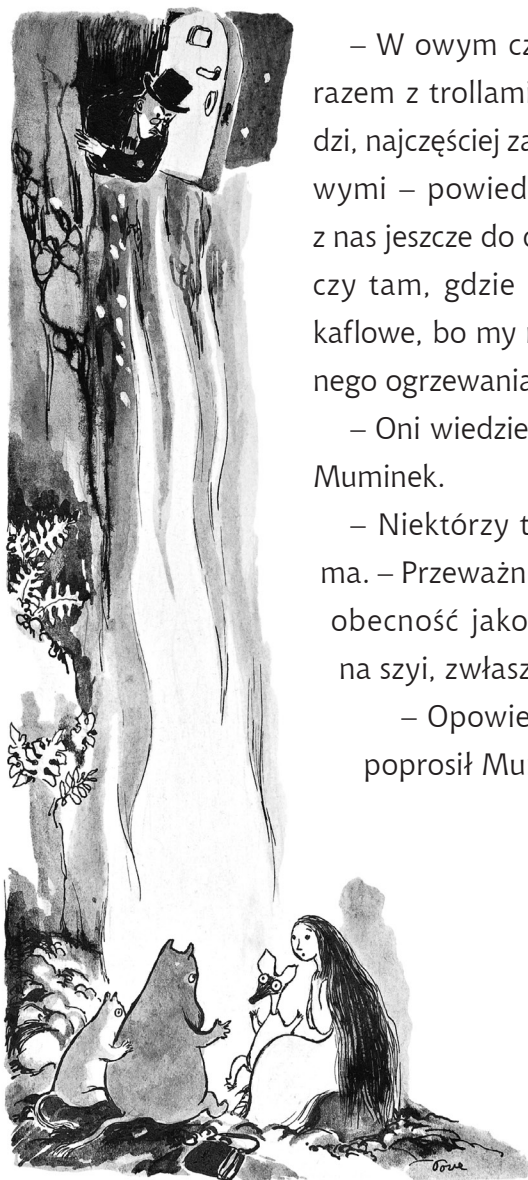 – W owym cz
razem z trollami
dzi, najczęściej za
wymi – powied
z nas jeszcze do
czy tam, gdzie
kaflowe, bo my
nego ogrzewania
– Oni wiedzie
Muminek.
– Niektórzy t
ma. – Przeważn
obecność jako
na szyi, zwłasz
– Opowie
poprosił Mu
Tove